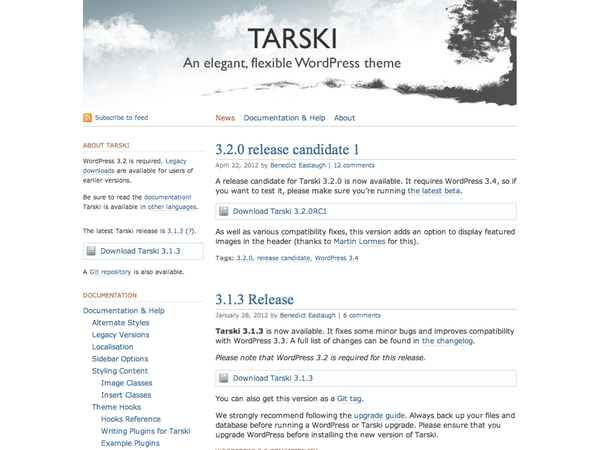 TARSKI
An elegant, flexible WordPress theme
Subscribe to feed
News Documentation & Help About
ABOUT TARSKI
WordPress 3.2 is required. Legacy
downloads are available for users of
earlier versions.
Be sure to read the documentation!
Tarski is available in other languages.
The latest Tarski release is 3.1.3 (?).
Download Tarski 3.1.3
A Git repository is also available.
DOCUMENTATION
Documentation & Help
Alternate Styles
Legacy Versions
Localisation
Sidebar Options
Styling Content
Image Classes
Insert Classes
Theme Hooks
Hooks Reference
Writing Plugins for Tarski
Example Plugins
3.2.0 release candidate 1
April 22, 2012 by Benedict Eastaugh | 12 comments
A release candidate for Tarski 3.2.0 is now available. It requires WordPress 3.4, so if
you want to test it, please make sure you're running the latest beta.
Download Tarski 3.2.0RC1
As well as various compatibility fixes, this version adds an option to display featured
images in the header (thanks to Martin Lormes for this).
Tags: 3.2.0, release candidate, WordPress 3.4
3.1.3 Release
January 28, 2012 by Benedict Eastaugh | 6 comments
Tarski 3.1.3 is now available. It fixes some minor bugs and improves compatibility
with WordPress 3.3. A full list of changes can be found in the changelog.
Please note that WordPress 3.2 is required for this release.
Download Tarski 3.1.3
You can also get this version as a Git tag.
We strongly recommend following the upgrade guide. Always back up your files and
database before running a WordPress or Tarski upgrade. Please ensure that you
upgrade WordPress before installing the new version of Tarski.